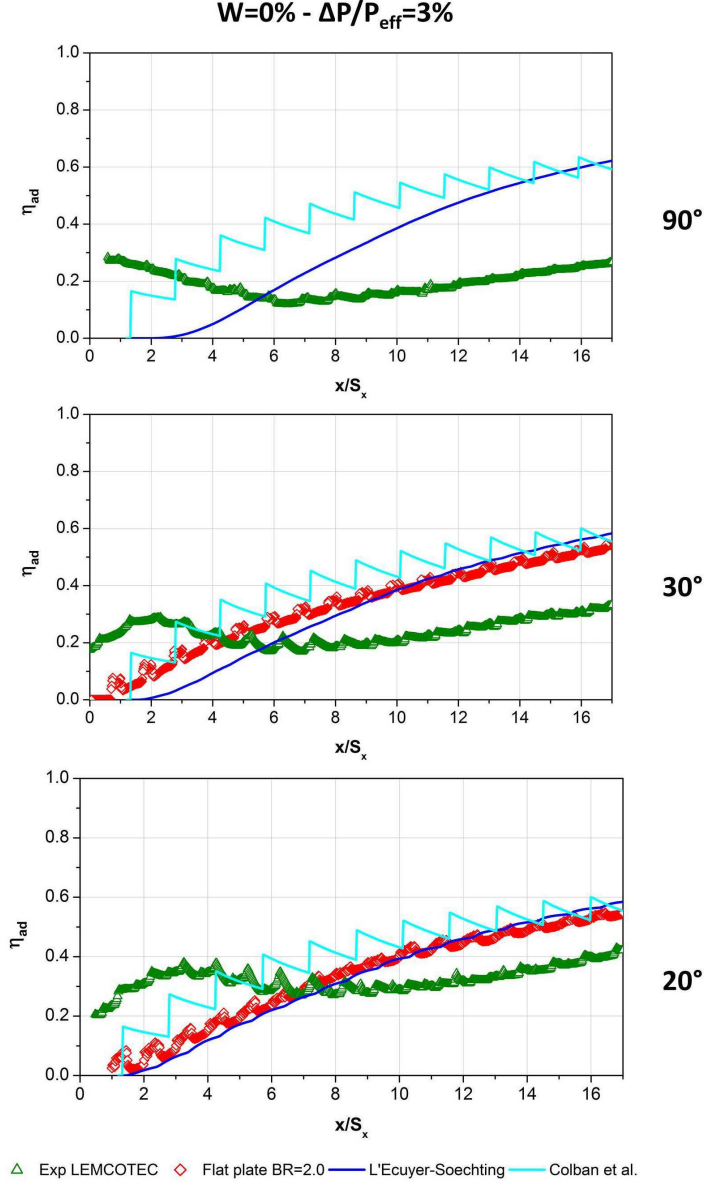 W=0% - ΔP/Peff=3%
1.0
0.8
0.6
0.4
0.2
0.0
ηad
0 2 4 6 8 10 12 14 16
x/Sx
90°
1.0
0.8
0.6
0.4
0.2
0.0
ηad
0 2 4 6 8 10 12 14 16
x/Sx
30°
1.0
0.8
0.6
0.4
0.2
0.0
ηad
0 2 4 6 8 10 12 14 16
x/Sx
20°
Exp LEMCOTEC Flat plate BR=2.0 L'Ecuyer-Soechting Colban et al.